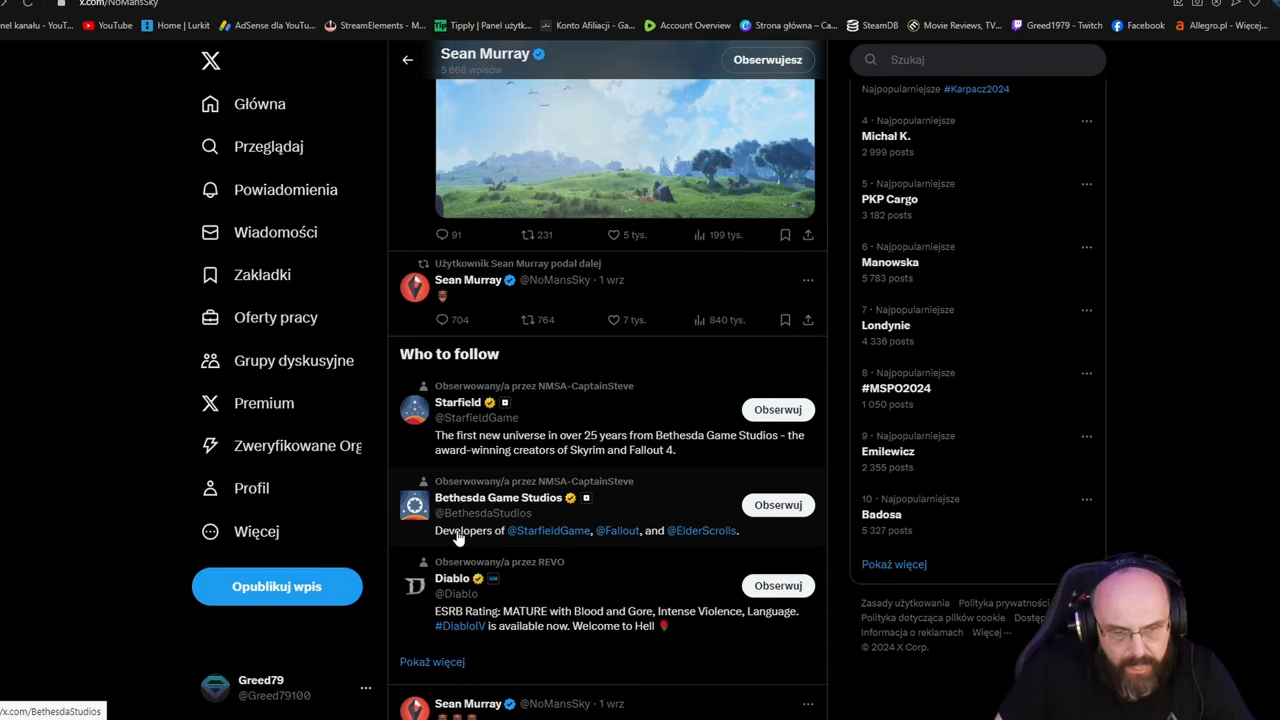 x.com/NoMansSky
nel kanału - YouT...
YouTube
Home | Lurkit
AdSense dla YouTu...
StreamElements - M...
Tipply | Panel użytk...
Konto Afiliacji - Ga...
Account Overview
Strona główna – Ca...
SteamDB
Movie Reviews, TV...
Greed1979 - Twitch
Facebook
Allegro.pl - Więcej...
Główna
Przeglądaj
Powiadomienia
Wiadomości
Zakładki
Oferty pracy
Grupy dyskusyjne
Premium
Zweryfikowane Org
Profil
Więcej
Opublikuj wpis
Greed79
@Greed79100
/x.com/BethesdaStudios
Sean Murray
5 668 wpisów
Obserwujesz
91 231 5 tys. 199 tys.
Użytkownik Sean Murray podał dalej
Sean Murray @NoMansSky · 1 wrz
704 764 7 tys. 840 tys.
Who to follow
Obserwowany/a przez NMSA-CaptainSteve
Starfield
@StarfieldGame
Obserwuj
The first new universe in over 25 years from Bethesda Game Studios - the
award-winning creators of Skyrim and Fallout 4.
Obserwowany/a przez NMSA-CaptainSteve
Bethesda Game Studios
@BethesdaStudios
Obserwuj
Developers of @StarfieldGame, @Fallout, and @ElderScrolls.
Obserwowany/a przez REVO
Diablo
@Diablo
Obserwuj
ESRB Rating: MATURE with Blood and Gore, Intense Violence, Language.
#DiabloIV is available now. Welcome to Hell
Pokaż więcej
Sean Murray @NoMansSky · 1 wrz
Szukaj
Najpopularniejsze #Karpacz2024
4 · Najpopularniejsze
Michał K.
2 999 posts
5 · Najpopularniejsze
PKP Cargo
3 182 posts
6 · Najpopularniejsze
Manowska
5 783 posts
7 · Najpopularniejsze
Londynie
4 336 posts
8 · Najpopularniejsze
#MSPO2024
1 050 posts
9 · Najpopularniejsze
Emilewicz
2 355 posts
10 · Najpopularniejsze
Badosa
5 327 posts
Pokaż więcej
Zasady użytkowania Polityka prywatności
Polityka dotycząca plików cookie Dostęp
Informacja o reklamach Więcej ···
© 2024 X Corp.